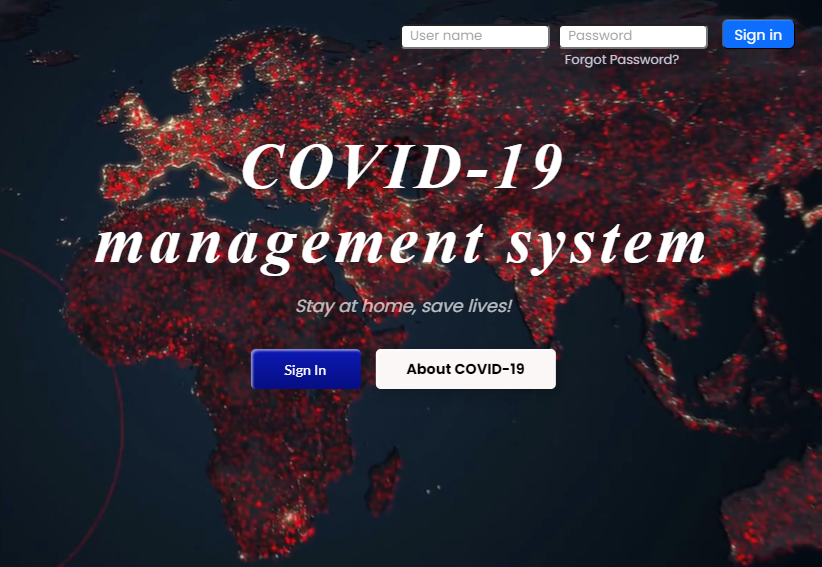 User name
Password
Sign in
Forgot Password?
COVID-19
management system
Stay at home, save lives!
Sign In
About COVID-19